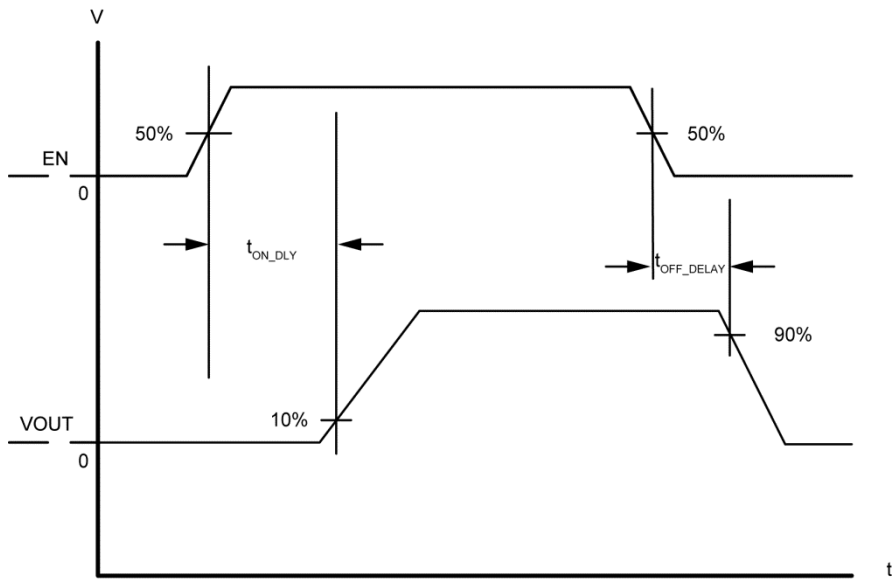 V
50%
50%
EN
0
tON_DLY
tOFF_DELAY
90%
10%
VOUT
0
t